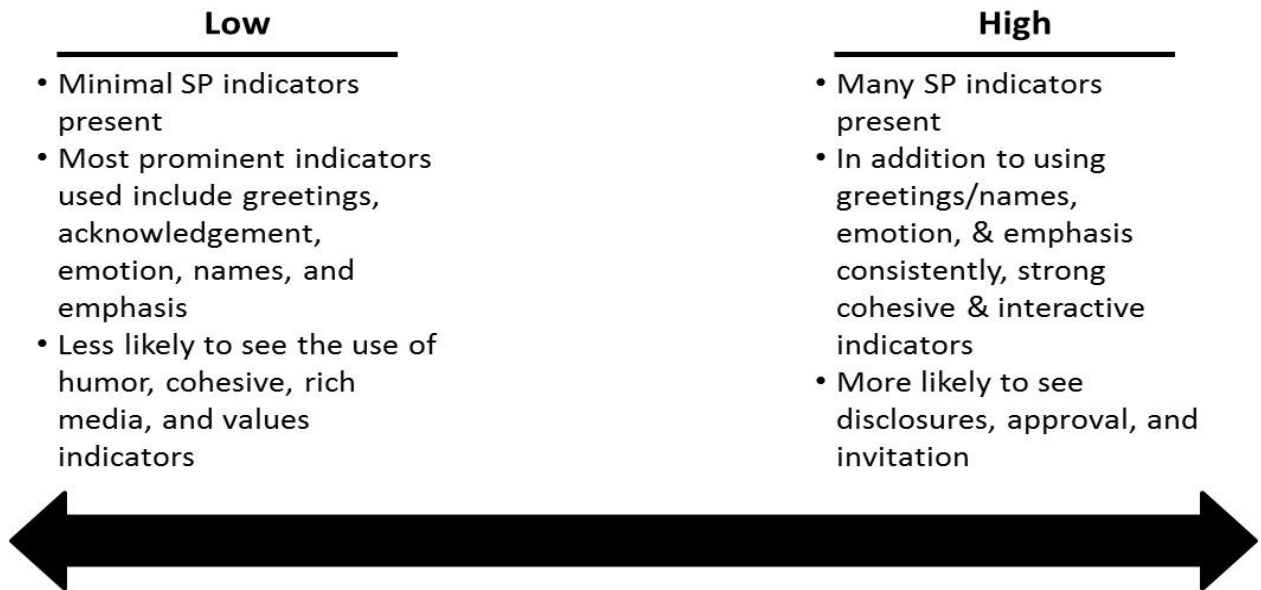 Low
• Minimal SP indicators
present
• Most prominent indicators
used include greetings,
acknowledgement,
emotion, names, and
emphasis
• Less likely to see the use of
humor, cohesive, rich
media, and values
indicators
High
• Many SP indicators
present
• In addition to using
greetings/names,
emotion, & emphasis
consistently, strong
cohesive & interactive
indicators
• More likely to see
disclosures, approval, and
invitation